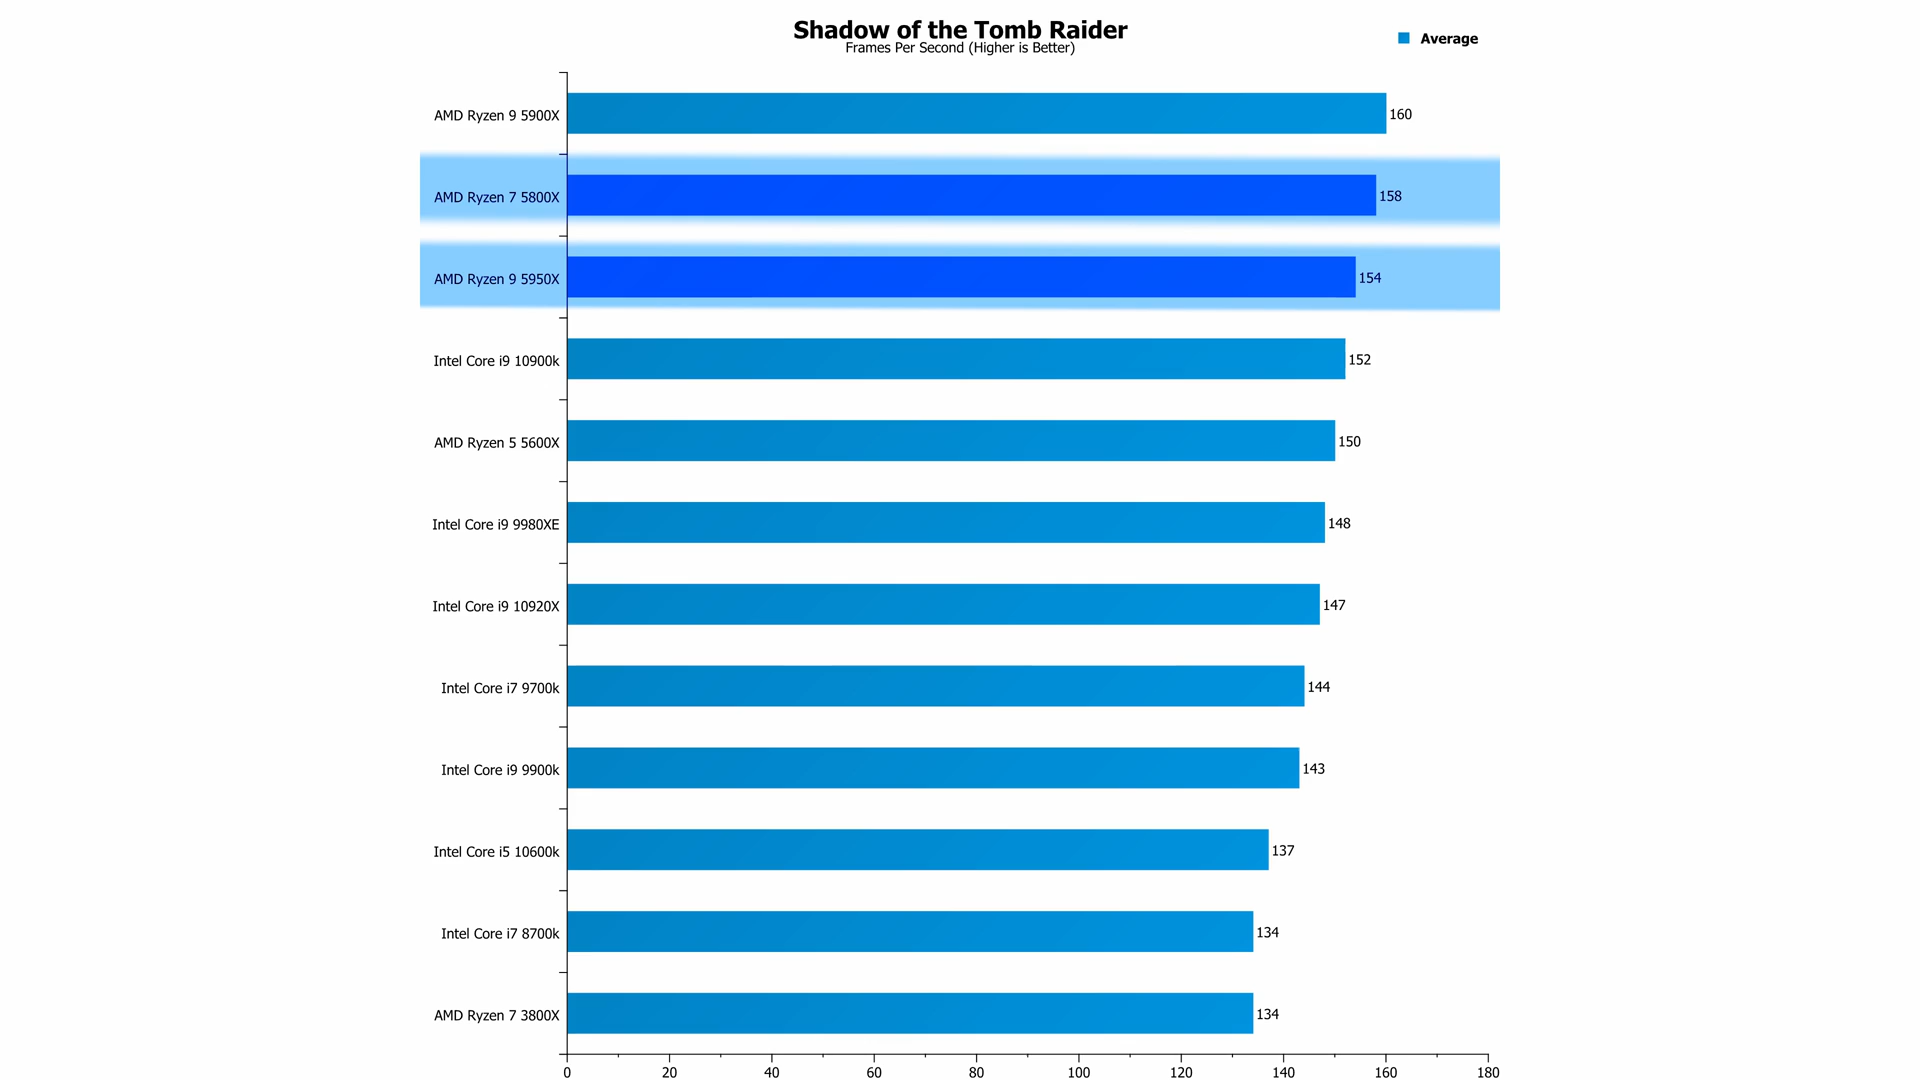 Shadow of the Tomb Raider
Frames Per Second (Higher is Better)
Average
AMD Ryzen 9 5900X 160
AMD Ryzen 7 5800X 158
AMD Ryzen 9 5950X 154
Intel Core i9 10900k 152
AMD Ryzen 5 5600X 150
Intel Core i9 9980XE 148
Intel Core i9 10920X 147
Intel Core i7 9700k 144
Intel Core i9 9900k 143
Intel Core i5 10600k 137
Intel Core i7 8700k 134
AMD Ryzen 7 3800X 134
0 20 40 60 80 100 120 140 160 180